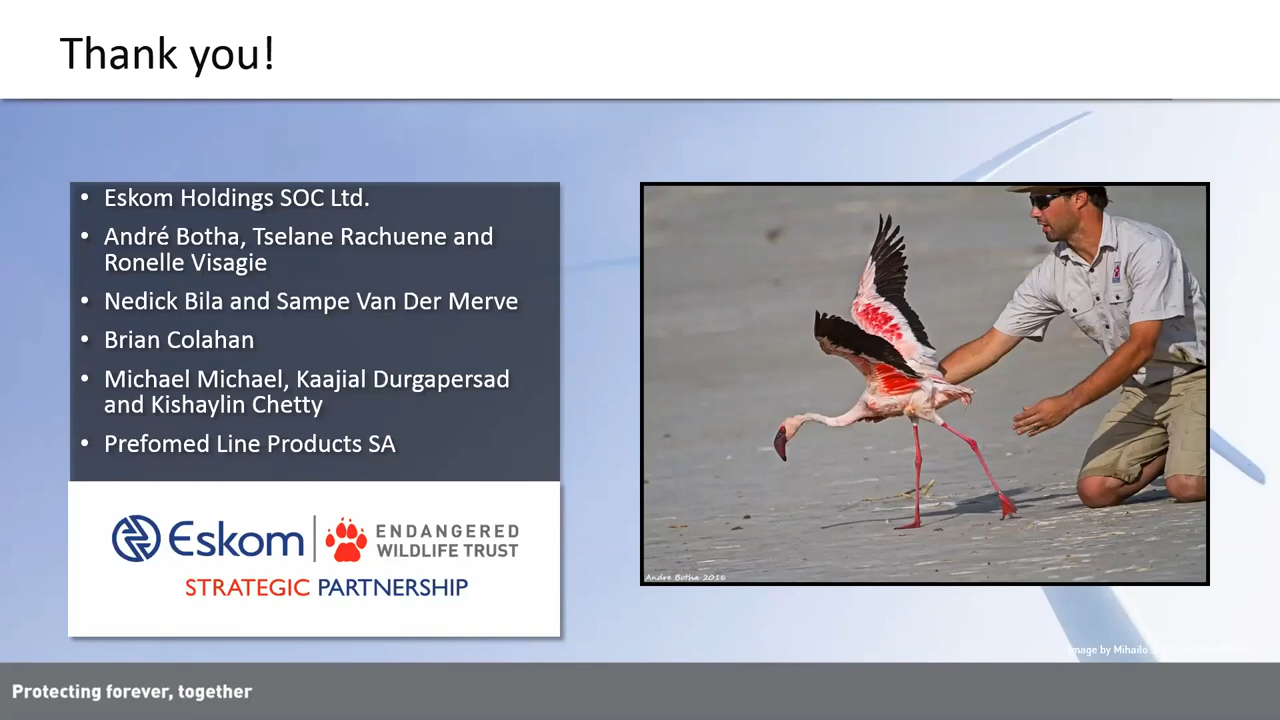 Thank you!
• Eskom Holdings SOC Ltd.
• André Botha, Tselane Rachuene and
Ronelle Visagie
• Nedick Bila and Sampe Van Der Merve
• Brian Colahan
• Michael Michael, Kaajial Durgapersad
and Kishaylin Chetty
• Prefomed Line Products SA
Eskom
ENDANGERED
WILDLIFE TRUST
STRATEGIC PARTNERSHIP
Andre Botha 2016
Image by Mihailo
Protecting forever, together